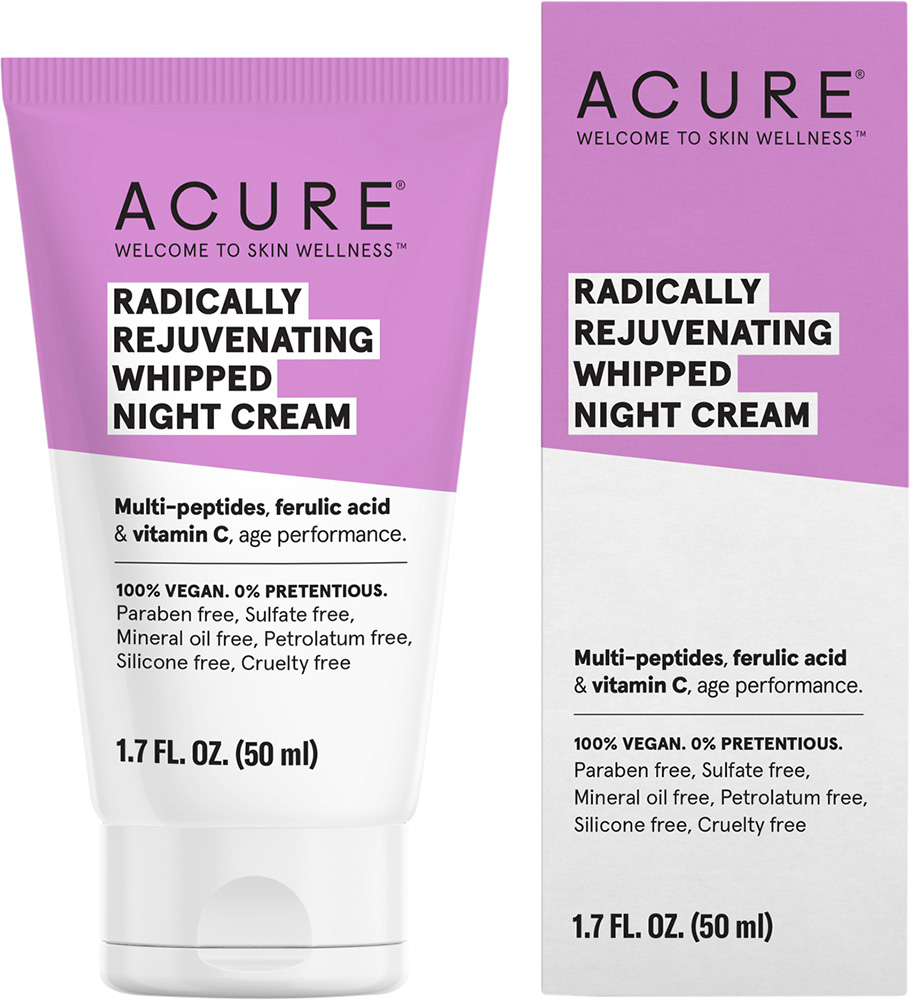 ACURE®
WELCOME TO SKIN WELLNESS™
RADICALLY
REJUVENATING
WHIPPED
NIGHT CREAM
Multi-peptides, ferulic acid
& vitamin C, age performance.
100% VEGAN. 0% PRETENTIOUS.
Paraben free, Sulfate free,
Mineral oil free, Petrolatum free,
Silicone free, Cruelty free
1.7 FL. OZ. (50 ml)
ACURE®
WELCOME TO SKIN WELLNESS™
RADICALLY
REJUVENATING
WHIPPED
NIGHT CREAM
Multi-peptides, ferulic acid
& vitamin C, age performance.
100% VEGAN. 0% PRETENTIOUS.
Paraben free, Sulfate free,
Mineral oil free, Petrolatum free,
Silicone free, Cruelty free
1.7 FL. OZ. (50 ml)